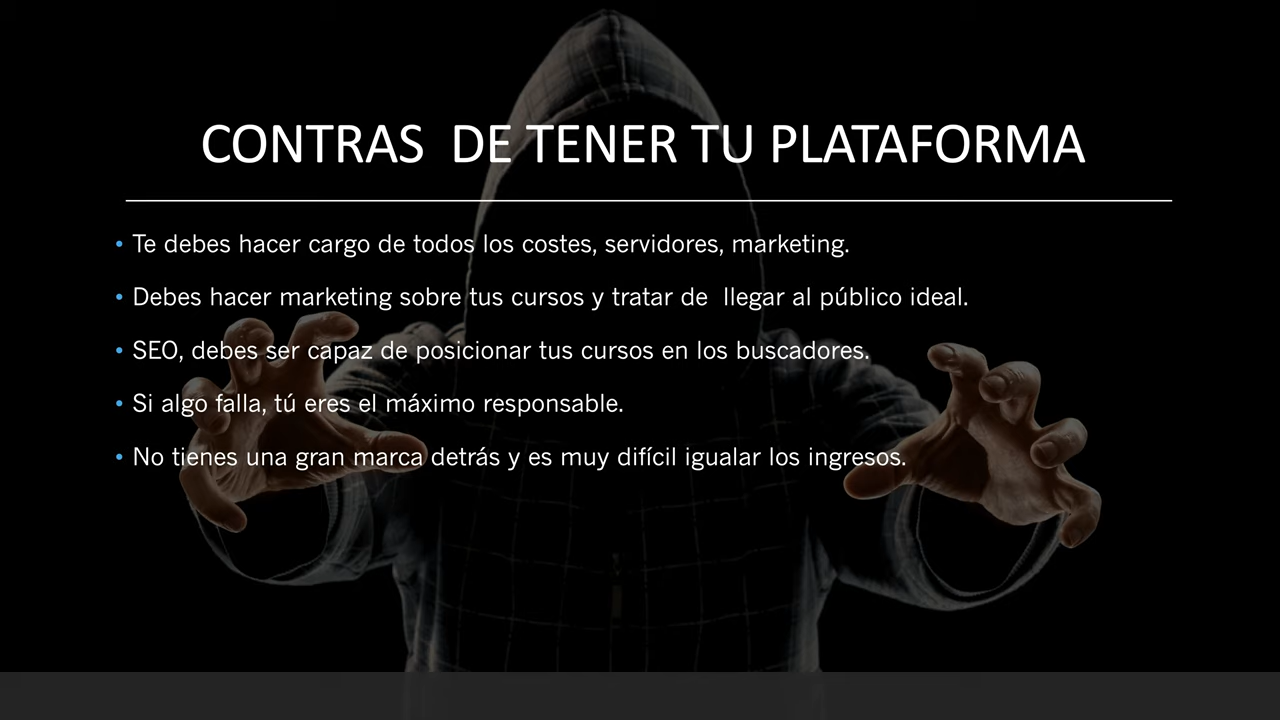 CONTRAS  DE TENER TU PLATAFORMA
• Te debes hacer cargo de todos los costes, servidores, marketing.
• Debes hacer marketing sobre tus cursos y tratar de  llegar al público ideal.
• SEO, debes ser capaz de posicionar tus cursos en los buscadores.
• Si algo falla, tú eres el máximo responsable.
• No tienes una gran marca detrás y es muy difícil igualar los ingresos.